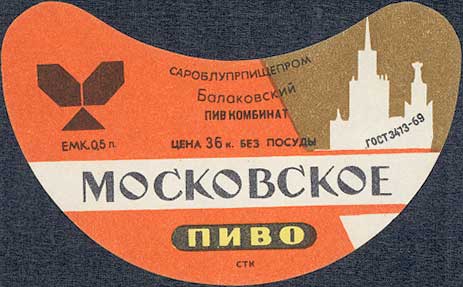 САРОБЛУПРПИЩЕПРОМ
Балаковский
ПИВКОМБИНАТ
ЕМК. 0,5 л.
ЦЕНА 36 к. БЕЗ ПОСУДЫ
ГОСТ 3473-69
МОСКОВСКОЕ
ПИВО
СТК